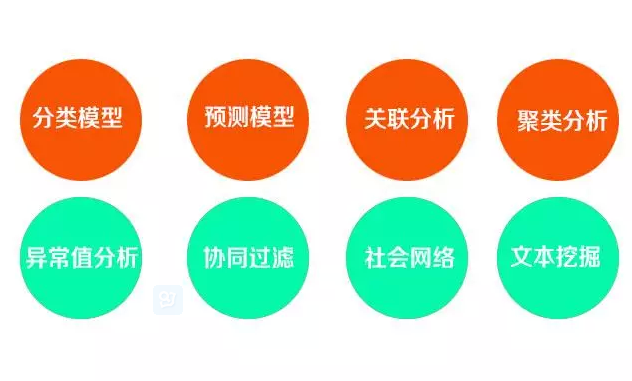 分类模型
预测模型
关联分析
聚类分析
异常值分析
协同过滤
社会网络
文本挖掘